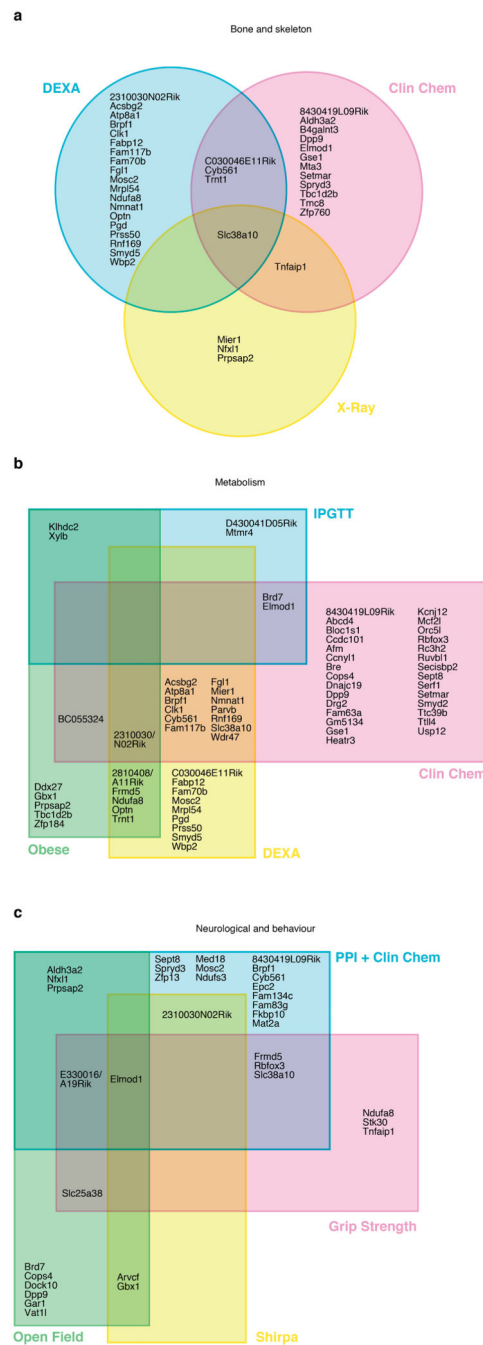 a
Bone and skeleton
DEXA
Clin Chem
2310030N02Rik
Acsbg2
Atp8a1
Brpf1
Clk1
Fabp12
Fam117b
Fam70b
Fgl1
Mosc2
Mrpl54
Ndufa8
Nmnat1
Optn
Pgd
Prss50
Rnf169
Smyd5
Wbp2
C030046E11Rik
Cyb561
Trnt1
8430419L09Rik
Aldh3a2
B4galnt3
Dpp9
Elmod1
Gse1
Mta3
Setmar
Spryd3
Tbc1d2b
Tmc8
Zfp760
Slc38a10
Tnfaip1
Mier1
Nfxl1
Prpsap2
X-Ray
b
Metabolism
IPGTT
Klhdc2
Xylb
D430041D05Rik
Mtmr4
Brd7
Elmod1
8430419L09Rik
Abcd4
Bloc1s1
Ccdc101
Afm
Ccnyl1
Bre
Cops4
Dnajc19
Dpp9
Drg2
Fam63a
Gm5134
Gse1
Heatr3
Kcnj12
Mcf2l
Orc5l
Rbfox3
Rc3h2
Ruvbl1
Secisbp2
Sept8
Serf1
Setmar
Smyd2
Ttc39b
Ttll4
Usp12
Acsbg2
Atp8a1
Brpf1
Clk1
Cyb561
Fam117b
Fgl1
Mier1
Nmnat1
Parvb
Rnf169
Slc38a10
Wdr47
BC055324
2310030/
N02Rik
Clin Chem
Ddx27
Gbx1
Prpsap2
Tbc1d2b
Zfp184
2810408/
A11Rik
Frmd5
Ndufa8
Optn
Trnt1
C030046E11Rik
Fabp12
Fam70b
Mosc2
Mrpl54
Pgd
Prss50
Smyd5
Wbp2
Obese
DEXA
c
Neurological and behaviour
PPI + Clin Chem
Aldh3a2
Nfxl1
Prpsap2
Sept8
Spryd3
Zfp13
Med18
Mosc2
Ndufs3
8430419L09Rik
Brpf1
Cyb561
Epc2
Fam134c
Fam83g
Fkbp10
Mat2a
2310030N02Rik
E330016/
A19Rik
Elmod1
Frmd5
Rbfox3
Slc38a10
Ndufa8
Stk30
Tnfaip1
Slc25a38
Grip Strength
Brd7
Cops4
Dock10
Dpp9
Gar1
Vat1l
Arvcf
Gbx1
Open Field
Shirpa